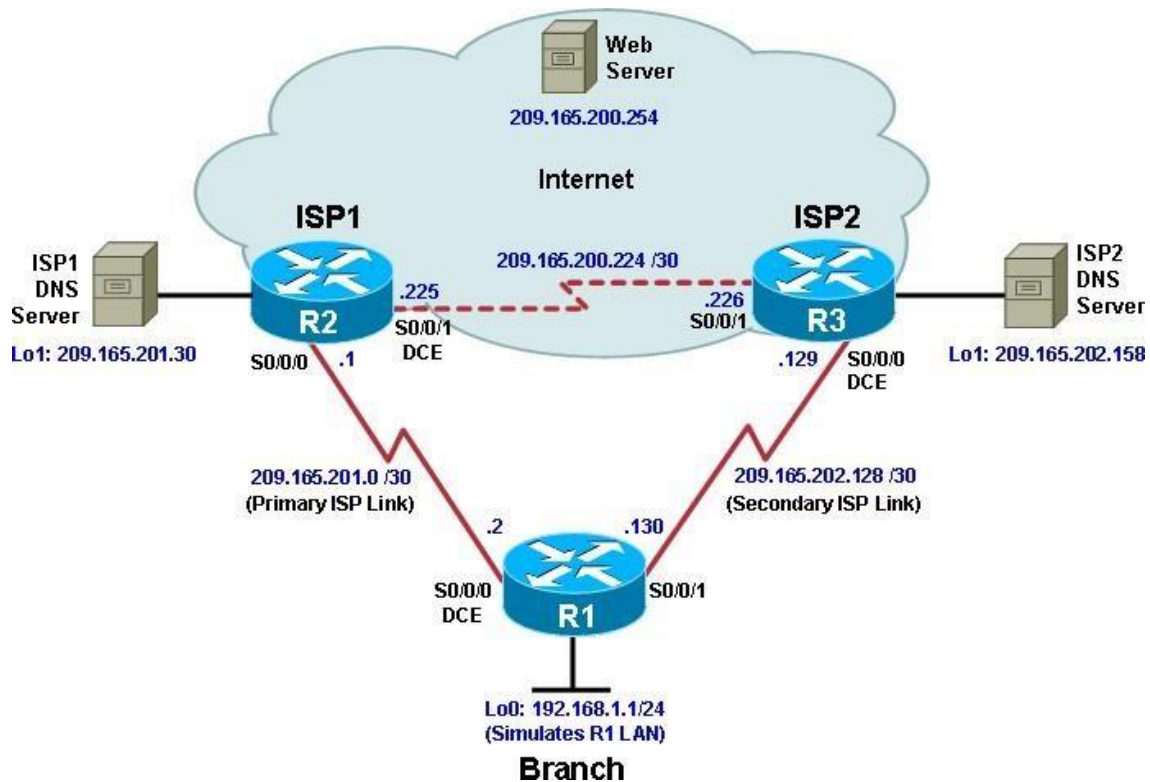 Web
Server
209.165.200.254
Internet
ISP1
ISP2
ISP1
DNS
Server
209.165.200.224 /30
ISP2
DNS
Server
.225
.226
R2
S0/0/1
DCE
S0/0/1
R3
Lo1: 209.165.201.30
S0/0/0
.1
.129
S0/0/0
DCE
Lo1: 209.165.202.158
209.165.201.0 /30
(Primary ISP Link)
209.165.202.128 /30
(Secondary ISP Link)
.2
.130
S0/0/0
DCE
R1
S0/0/1
Lo0: 192.168.1.1/24
(Simulates R1 LAN)
Branch